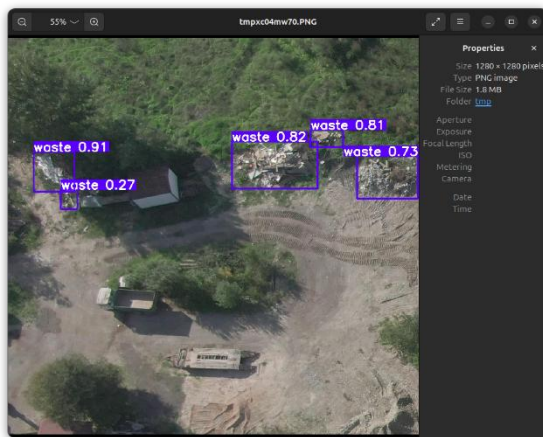 55%
tmpxc04mw70.PNG
Properties
Size 1280 × 1280 pixels
Type PNG image
File Size 1.8 MB
Folder tmp
Aperture
Exposure
Focal Length
ISO
Metering
Camera
Date
Time
waste 0.91
waste 0.27
waste 0.82
waste 0.81
waste 0.73